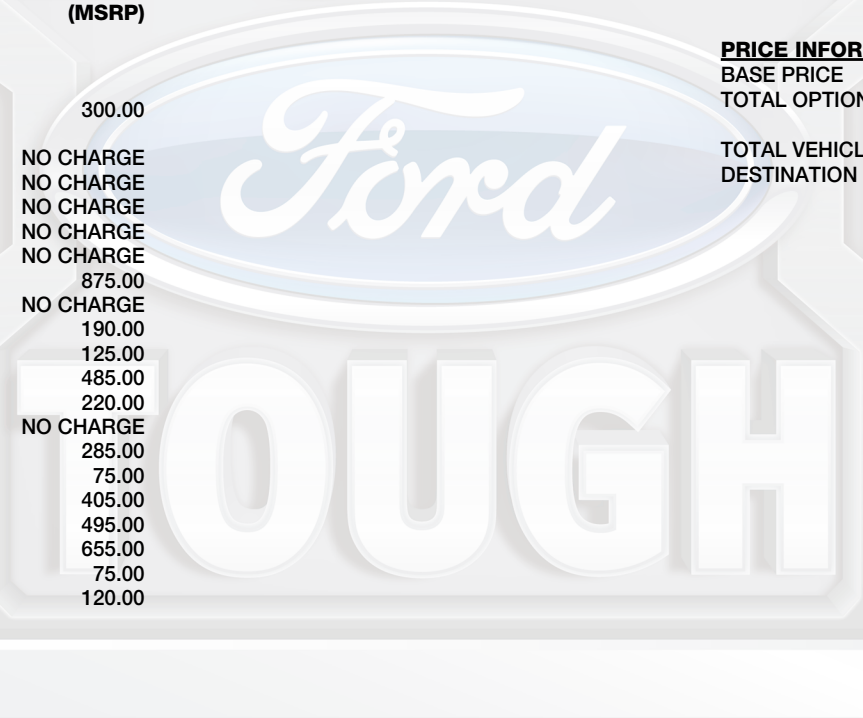 (MSRP)
300.00
NO CHARGE
NO CHARGE
NO CHARGE
NO CHARGE
NO CHARGE
875.00
NO CHARGE
190.00
125.00
485.00
220.00
NO CHARGE
285.00
75.00
405.00
495.00
655.00
75.00
120.00
PRICE INFOR
BASE PRICE
TOTAL OPTION
TOTAL VEHICL
DESTINATION
Ford
TOUGH